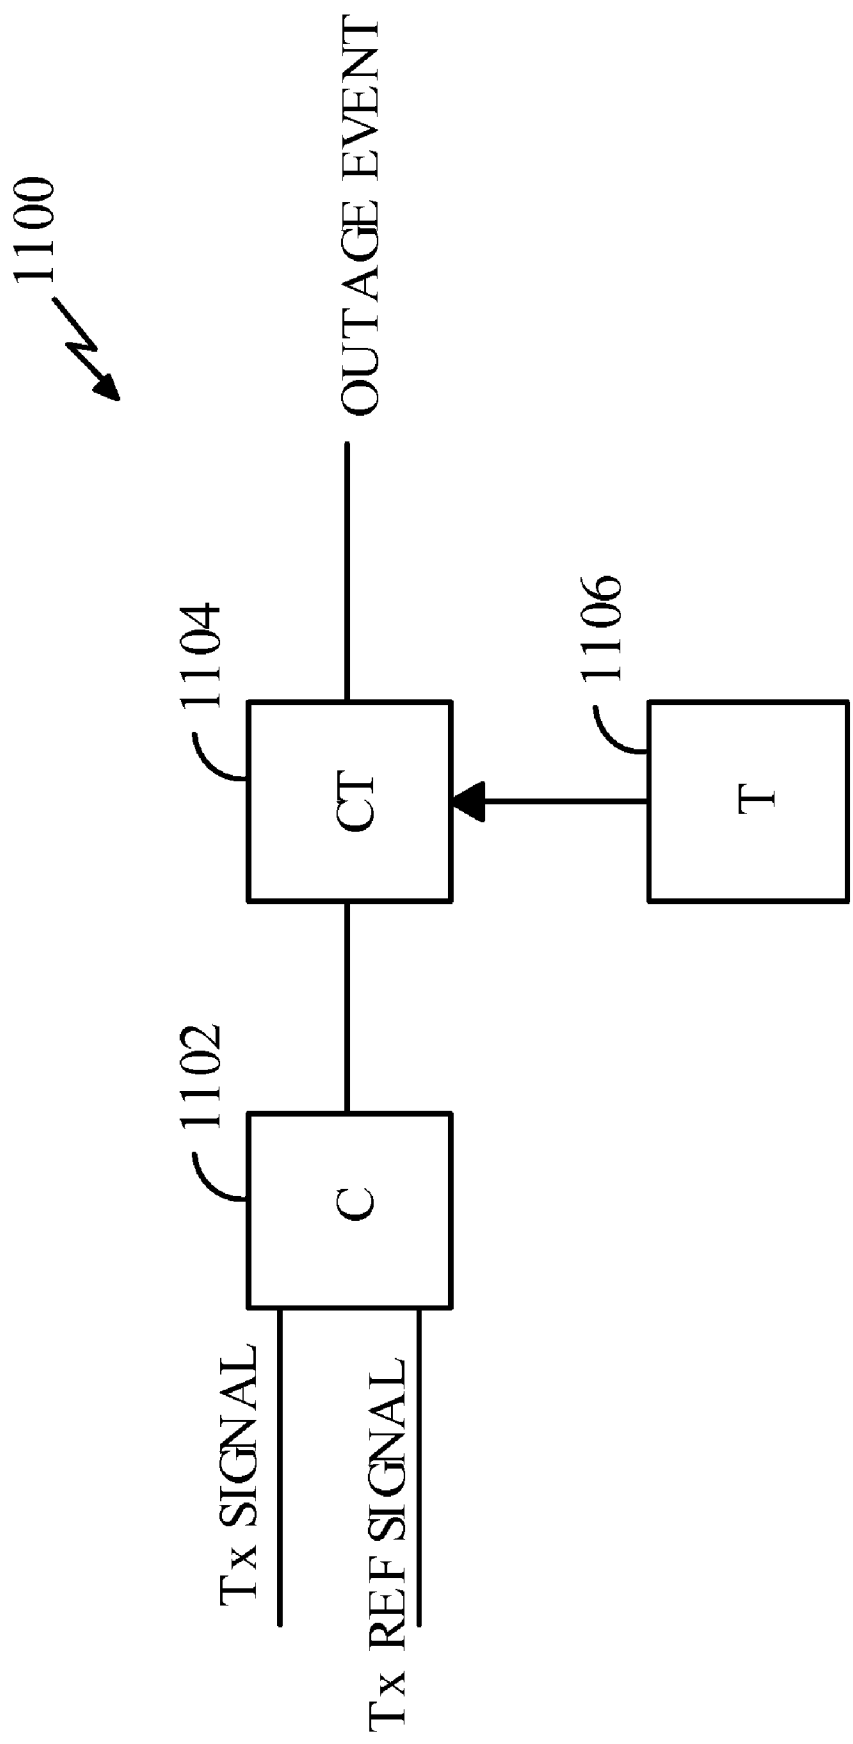 1100
Tx SIGNAL
Tx REF SIGNAL
1102
C
1104
CT
OUTAGE EVENT
1106
T